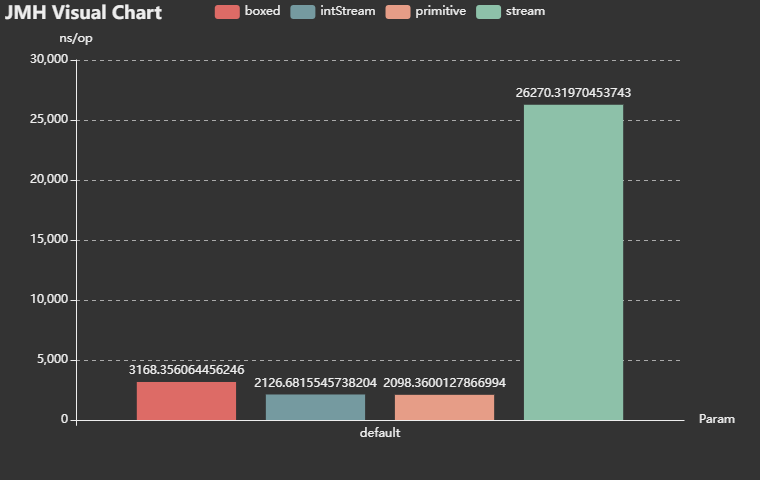 JMH Visual Chart
boxed intStream primitive stream
ns/op
30,000
26270.31970453743
25,000
20,000
15,000
10,000
5,000
3168.356064456246
2126.6815545738204 2098.3600127866994
0
Param
default